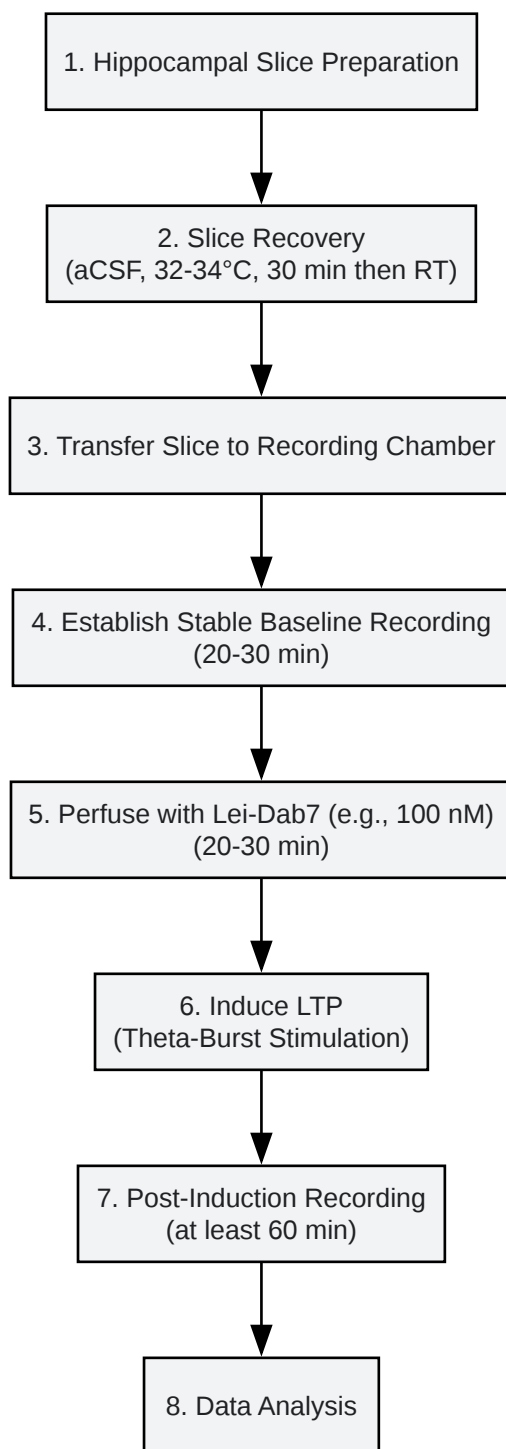 1. Hippocampal Slice Preparation
2. Slice Recovery
(aCSF, 32-34°C, 30 min then RT)
3. Transfer Slice to Recording Chamber
4. Establish Stable Baseline Recording
(20-30 min)
5. Perfuse with Lei-Dab7 (e.g., 100 nM)
(20-30 min)
6. Induce LTP
(Theta-Burst Stimulation)
7. Post-Induction Recording
(at least 60 min)
8. Data Analysis